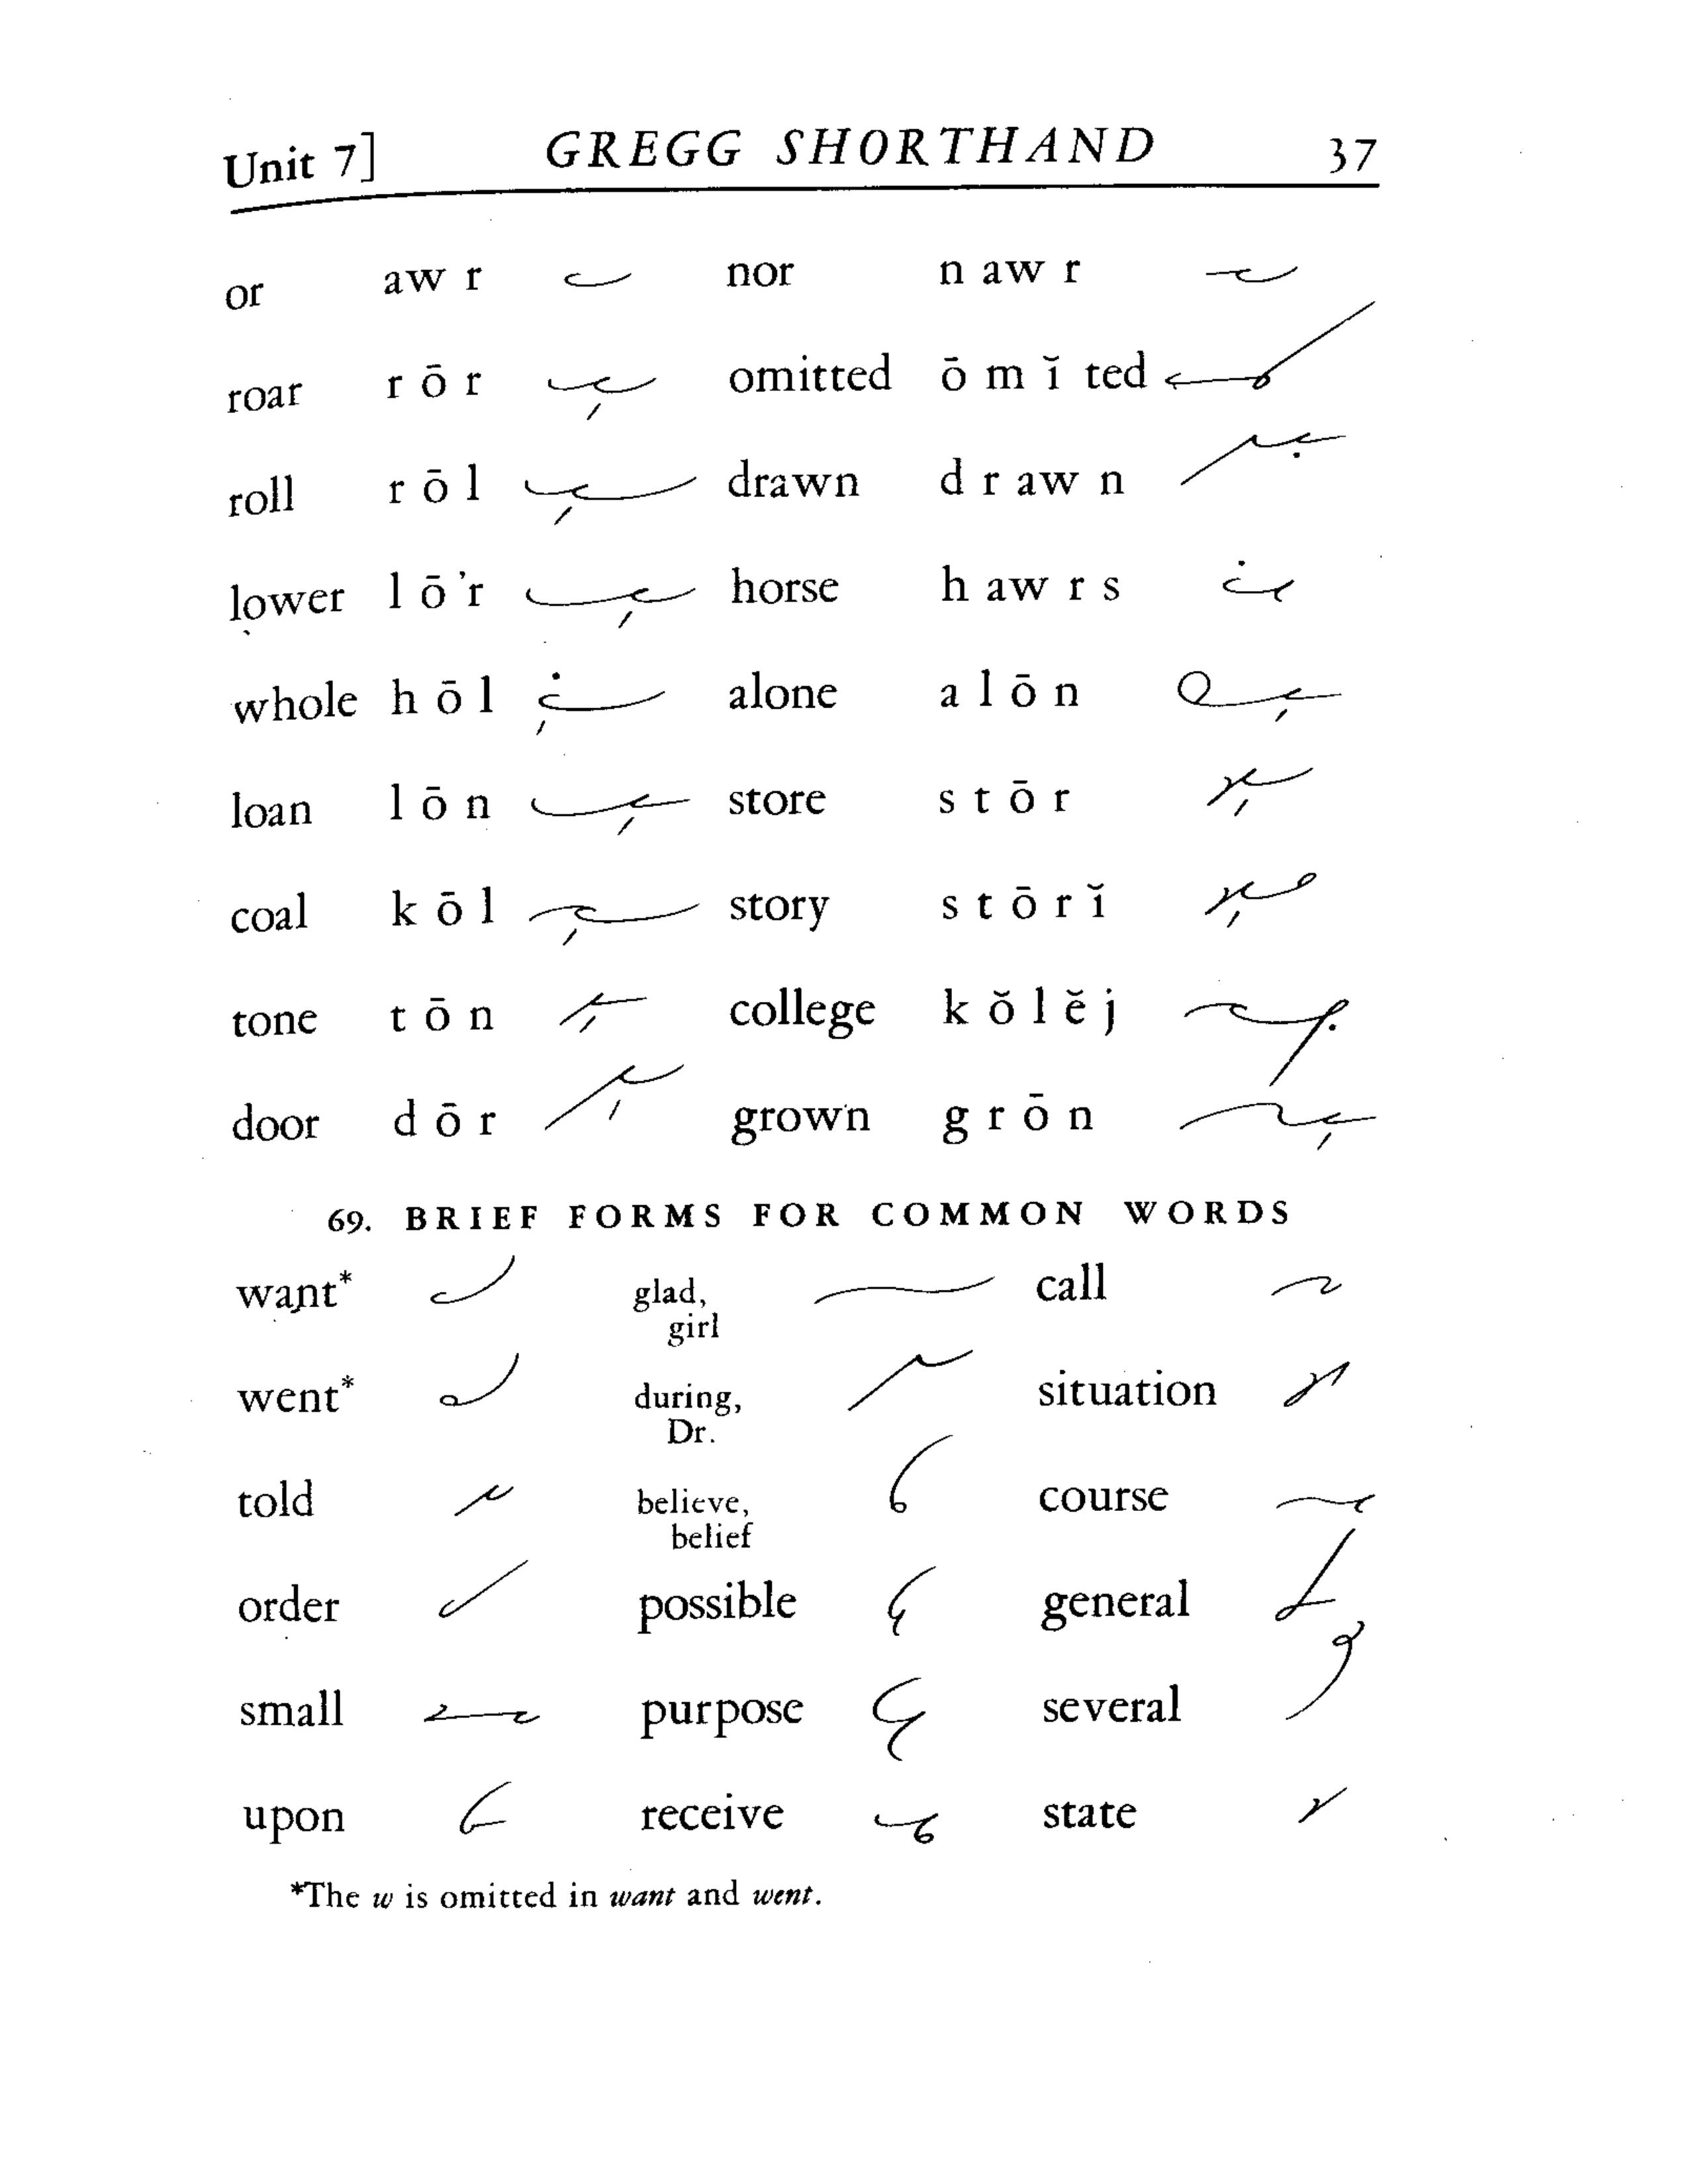 Unit 7] GREGG SHORTHAND 37
or aw r nor n aw r
roar r ō r omitted ō m ĭ ted
roll r ō l drawn d r aw n
lower l ō 'r horse h aw r s
whole h ō l alone a l ō n
loan l ō n store s t ō r
coal k ō l story s t ō r ĭ
tone t ō n college k ŏ l ĕ j
door d ō r grown g r ō n
69. BRIEF FORMS FOR COMMON WORDS
want* glad, call
girl
went* during, situation
Dr.
told believe, course
belief
order possible general
small purpose several
upon receive state
*The w is omitted in want and went.